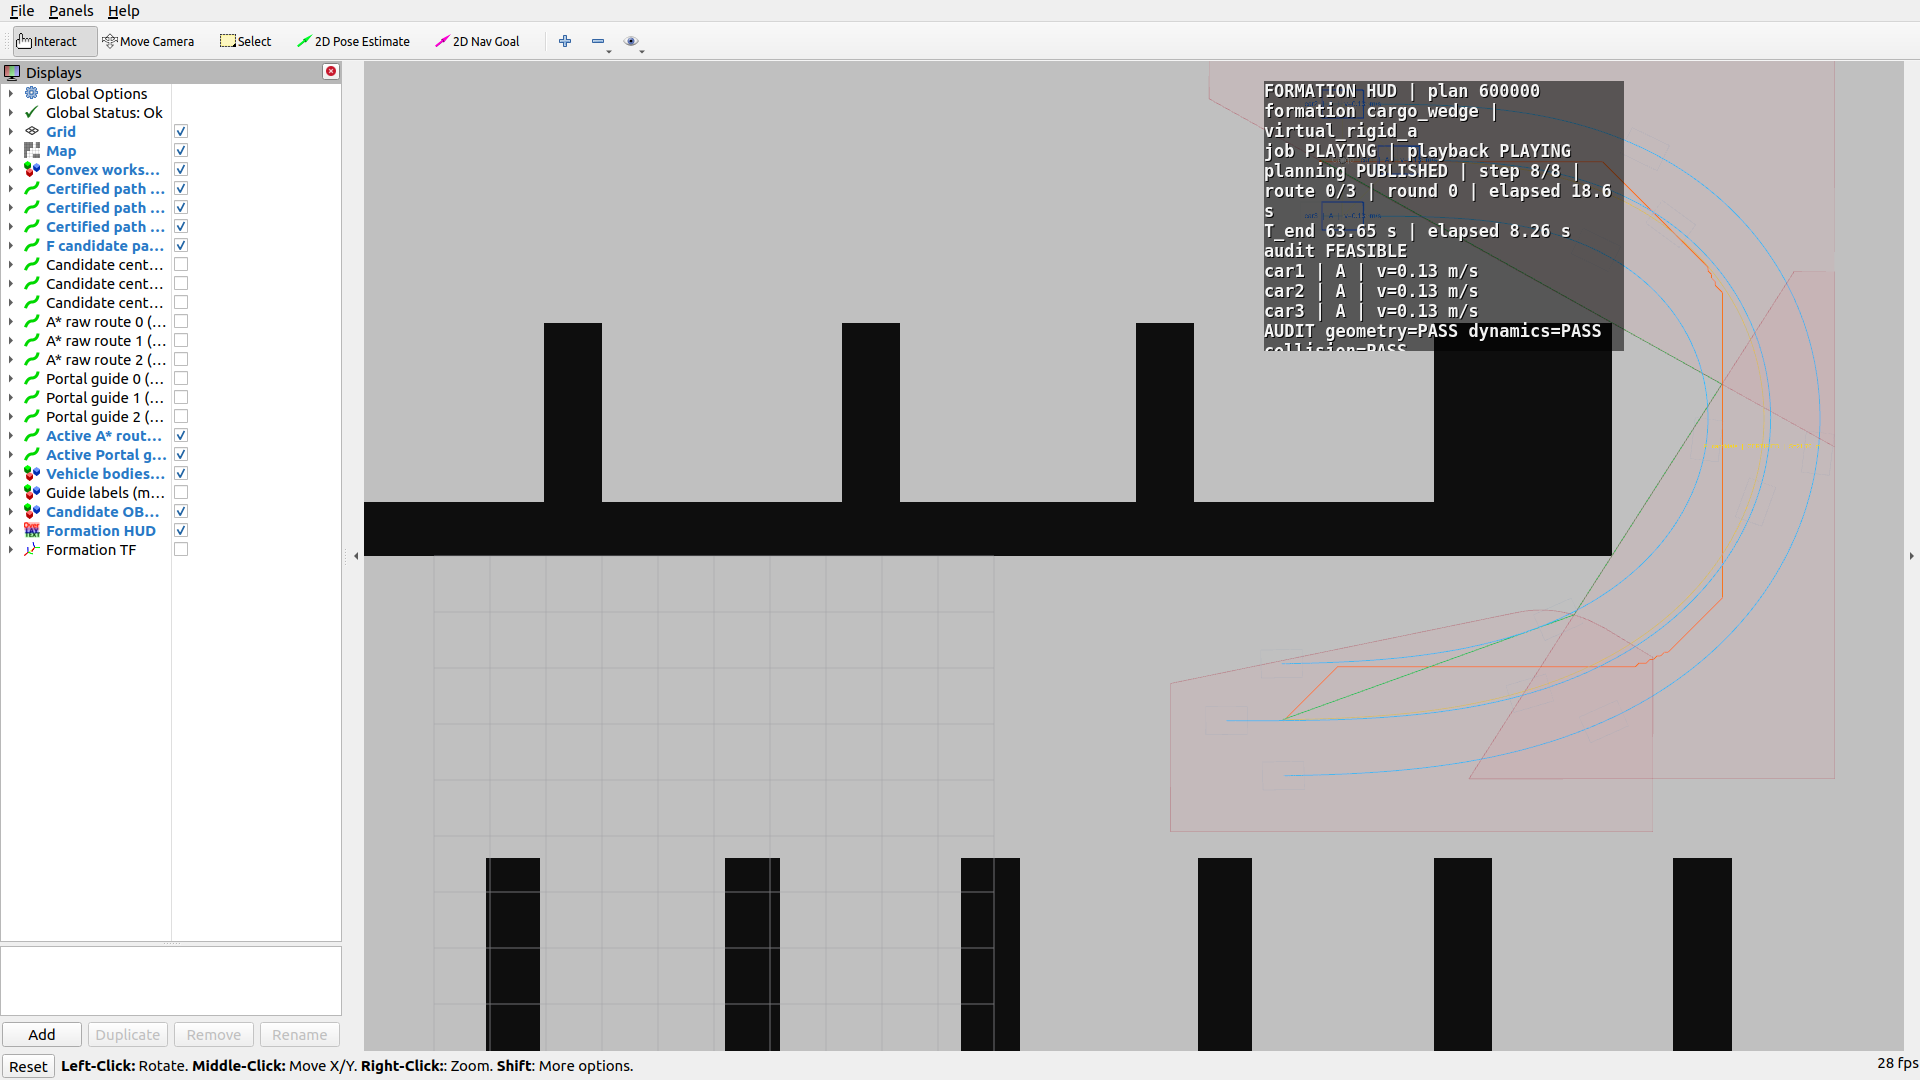 File Panels Help
Interact Move Camera Select 2D Pose Estimate 2D Nav Goal
Displays
Global Options
Global Status: Ok
Grid
Map
Convex works...
Certified path ...
Certified path ...
Certified path ...
F candidate pa...
Candidate cent...
Candidate cent...
Candidate cent...
A* raw route 0 (...
A* raw route 1 (...
A* raw route 2 (...
Portal guide 0 (...
Portal guide 1 (...
Portal guide 2 (...
Active A* rout...
Active Portal g...
Vehicle bodies...
Guide labels (m...
Candidate OB...
Formation HUD
Formation TF
FORMATION HUD | plan 600000
formation cargo_wedge |
virtual_rigid_a
job PLAYING | playback PLAYING
planning PUBLISHED | step 8/8 |
route 0/3 | round 0 | elapsed 18.6
s
T_end 63.65 s | elapsed 8.26 s
audit FEASIBLE
car1 | A | v=0.13 m/s
car2 | A | v=0.13 m/s
car3 | A | v=0.13 m/s
AUDIT geometry=PASS dynamics=PASS
collision=PASS
Add Duplicate Remove Rename
Reset Left-Click: Rotate. Middle-Click: Move X/Y. Right-Click:: Zoom. Shift: More options.
28 fps